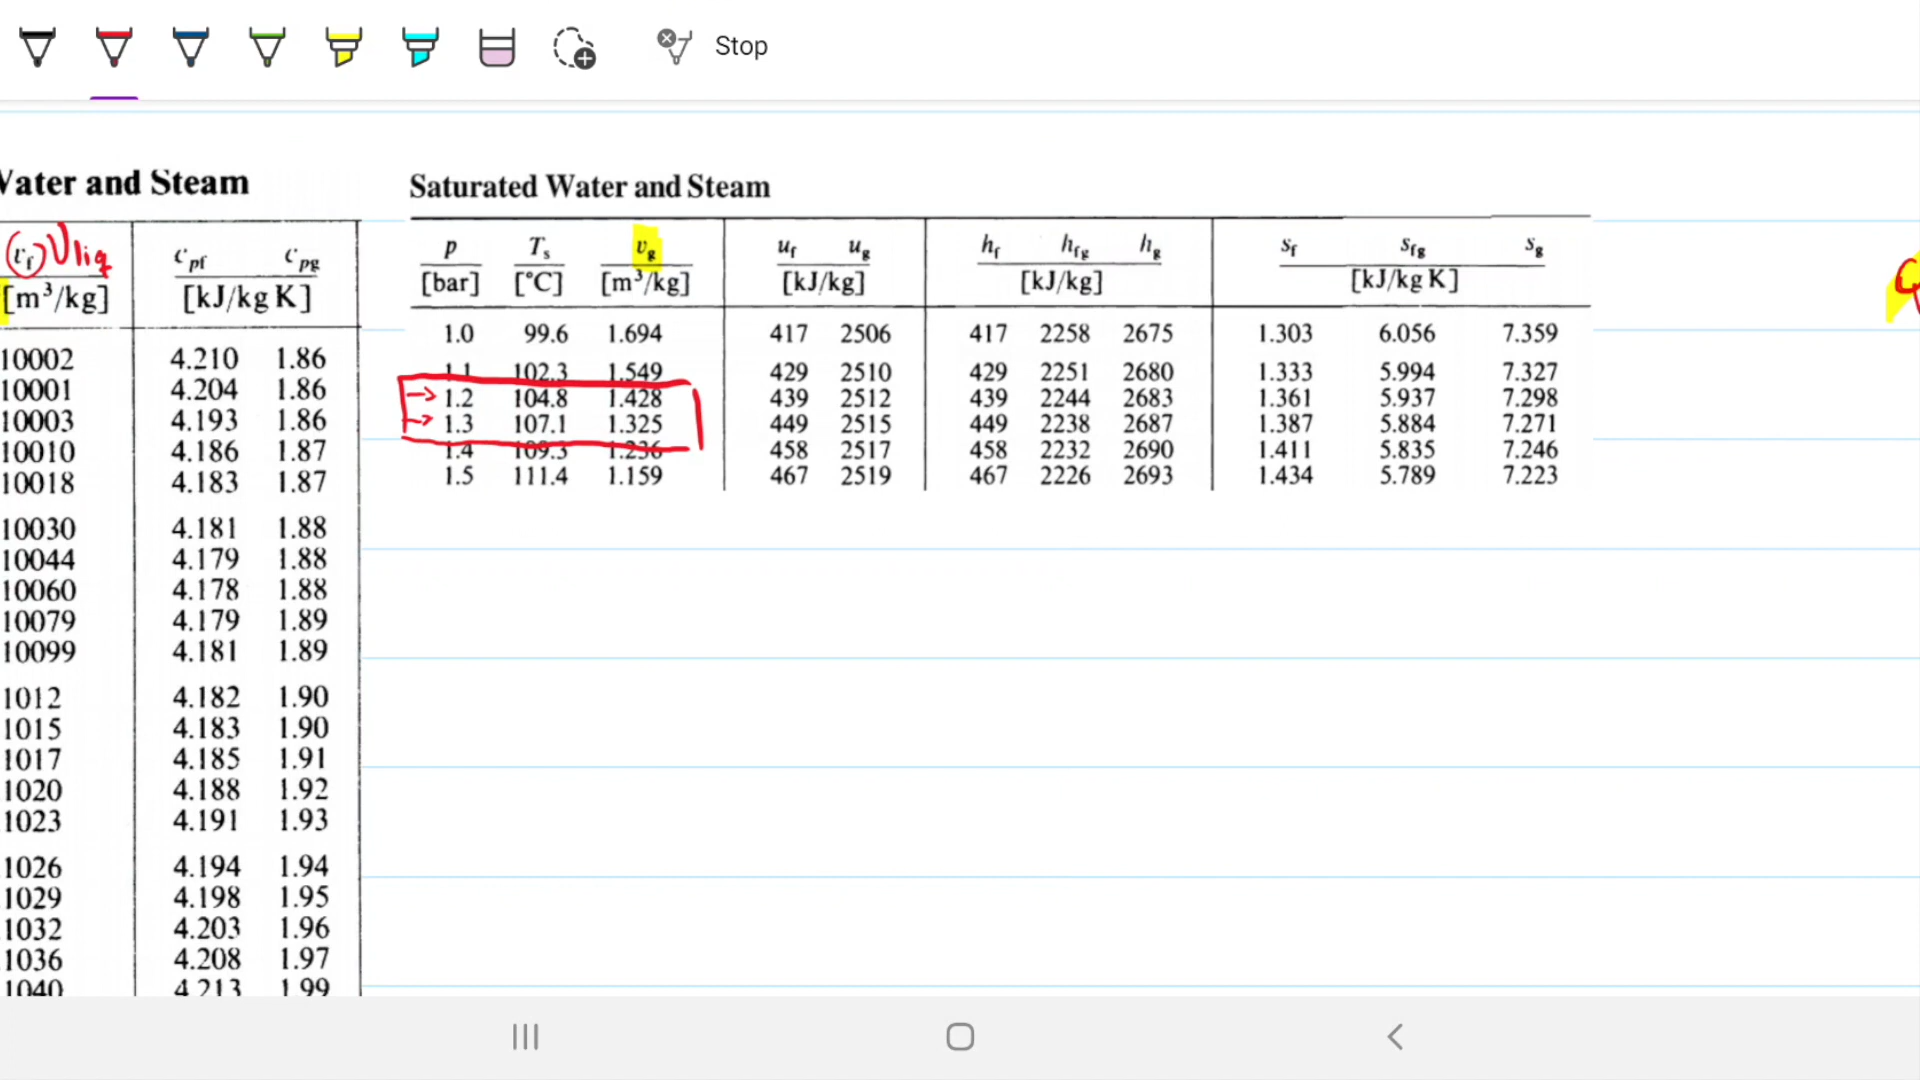 Stop
Water and Steam
Saturated Water and Steam
vf Vliq
cpf cpg
[m³/kg] [kJ/kg K]
10002 4.210 1.86
10001 4.204 1.86
10003 4.193 1.86
10010 4.186 1.87
10018 4.183 1.87
10030 4.181 1.88
10044 4.179 1.88
10060 4.178 1.88
10079 4.179 1.89
10099 4.181 1.89
1012 4.182 1.90
1015 4.183 1.90
1017 4.185 1.91
1020 4.188 1.92
1023 4.191 1.93
1026 4.194 1.94
1029 4.198 1.95
1032 4.203 1.96
1036 4.208 1.97
1040 4.213 1.99
p Ts vg uf ug hf hfg hg sf sfg sg
[bar] [°C] [m³/kg] [kJ/kg] [kJ/kg] [kJ/kg K]
1.0 99.6 1.694 417 2506 417 2258 2675 1.303 6.056 7.359
1.1 102.3 1.549 429 2510 429 2251 2680 1.333 5.994 7.327
1.2 104.8 1.428 439 2512 439 2244 2683 1.361 5.937 7.298
1.3 107.1 1.325 449 2515 449 2238 2687 1.387 5.884 7.271
1.4 109.3 1.236 458 2517 458 2232 2690 1.411 5.835 7.246
1.5 111.4 1.159 467 2519 467 2226 2693 1.434 5.789 7.223